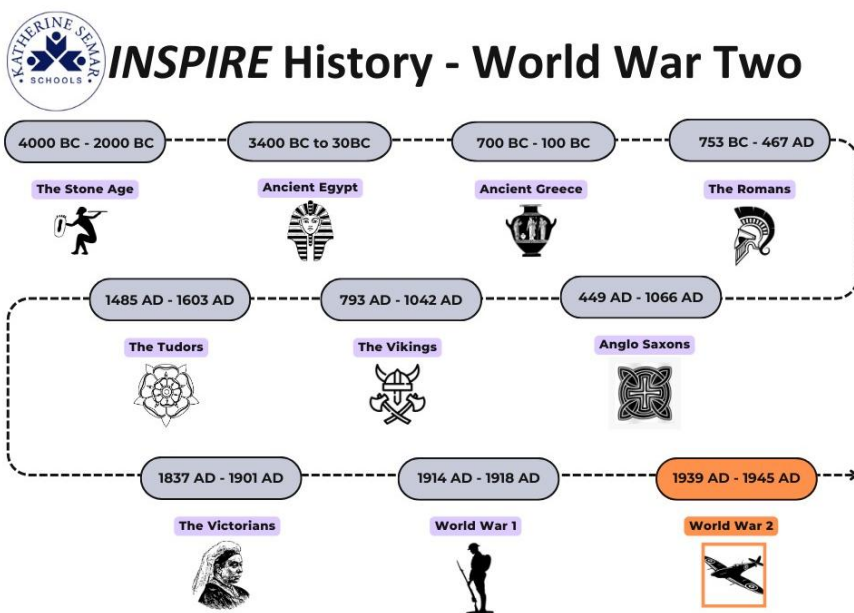 KATHERINE SEMAR
SCHOOLS
INSPIRE History - World War Two
4000 BC - 2000 BC
3400 BC to 30BC
700 BC - 100 BC
753 BC - 467 AD
The Stone Age
Ancient Egypt
Ancient Greece
The Romans
1485 AD - 1603 AD
793 AD - 1042 AD
449 AD - 1066 AD
The Tudors
The Vikings
Anglo Saxons
1837 AD - 1901 AD
1914 AD - 1918 AD
1939 AD - 1945 AD
The Victorians
World War 1
World War 2